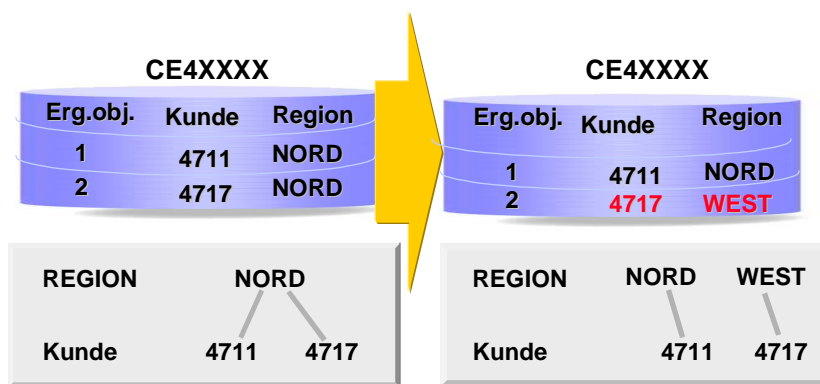 CE4XXXX
Erg.obj. Kunde Region
1 4711 NORD
2 4717 NORD
REGION NORD
Kunde 4711 4717
CE4XXXX
Erg.obj. Kunde Region
1 4711 NORD
2 4717 WEST
REGION NORD WEST
Kunde 4711 4717